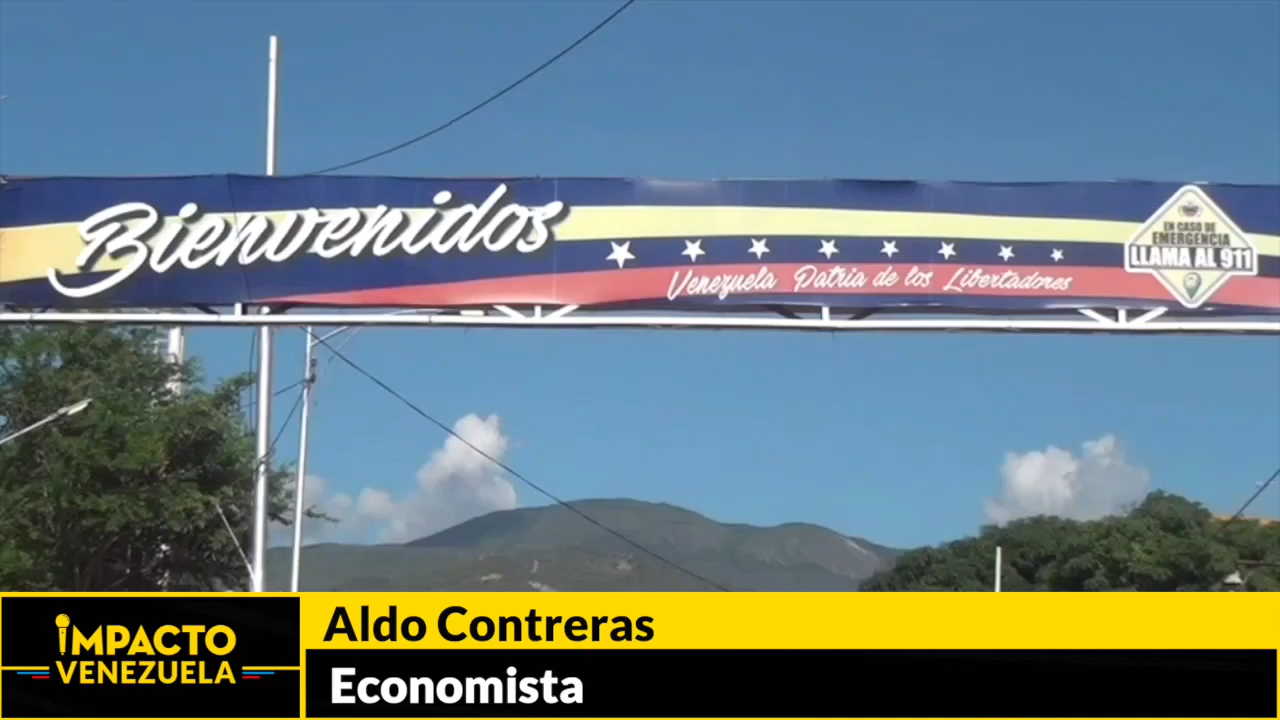 Bienvenidos
Venezuela Patria de los Libertadores
EN CASO DE
EMERGENCIA
LLAMA AL 911
IMPACTO
VENEZUELA
Aldo Contreras
Economista